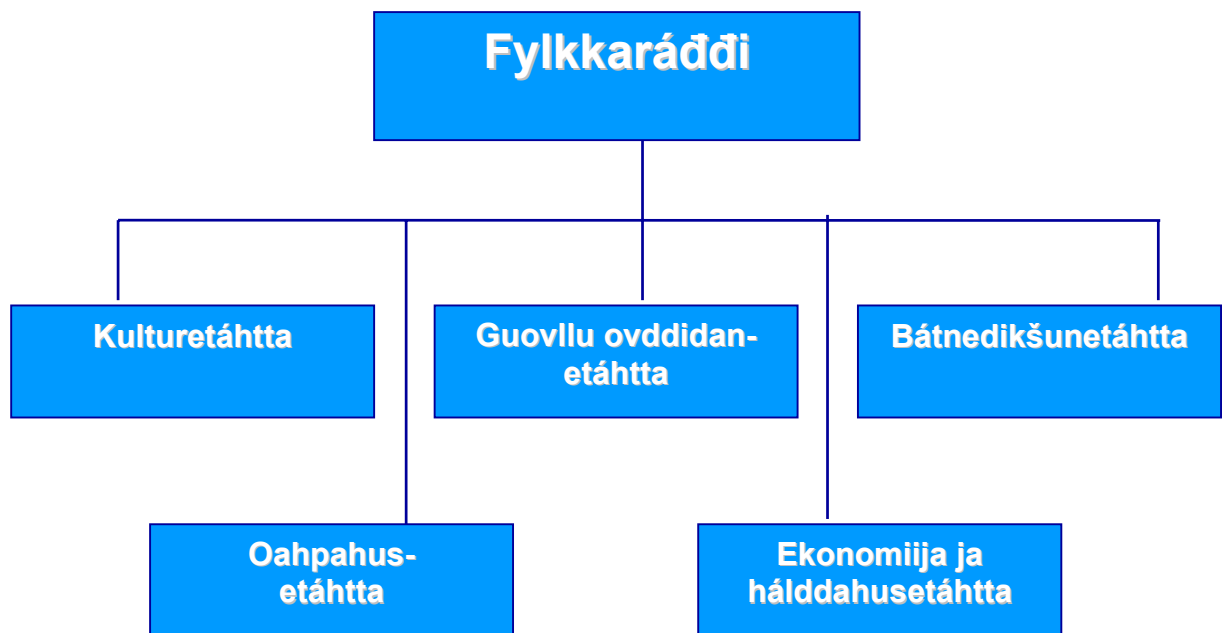 Fylkkaráđđi
Kulturetáhtta
Guovllu ovddidan-
etáhtta
Bátnedikšunetáhtta
Oahpahus-
etáhtta
Ekonomiija ja
hálddahusetáhtta